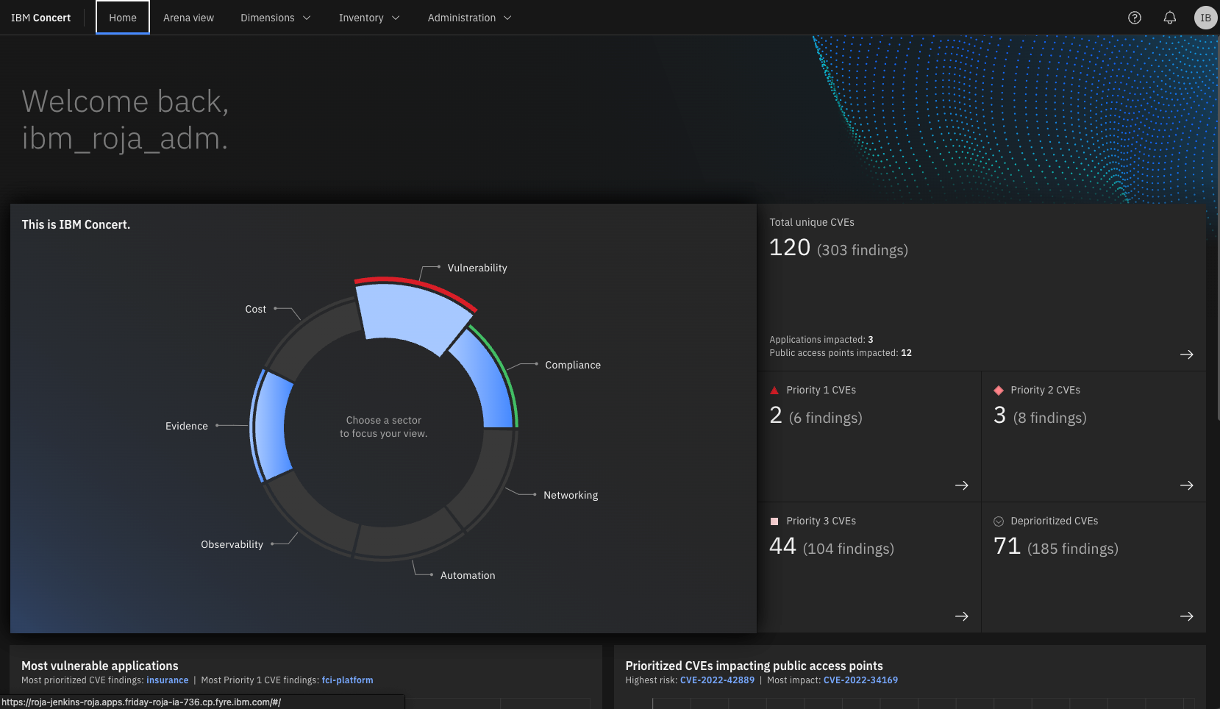 IBM Concert
Home
Arena view
Dimensions
Inventory
Administration
IB
Welcome back,
ibm_roja_adm.
This is IBM Concert.
Vulnerability
Cost
Compliance
Evidence
Choose a sector
to focus your view.
Networking
Observability
Automation
Total unique CVEs
120 (303 findings)
Applications impacted: 3
Public access points impacted: 12
Priority 1 CVEs
2 (6 findings)
Priority 2 CVEs
3 (8 findings)
Priority 3 CVEs
44 (104 findings)
Deprioritized CVEs
71 (185 findings)
Most vulnerable applications
Most prioritized CVE findings: insurance | Most Priority 1 CVE findings: fci-platform
Prioritized CVEs impacting public access points
Highest risk: CVE-2022-42889 | Most impact: CVE-2022-34169
https://roja-jenkins-roja.apps.friday-roja-ia-736.cp.fyre.ibm.com/#/